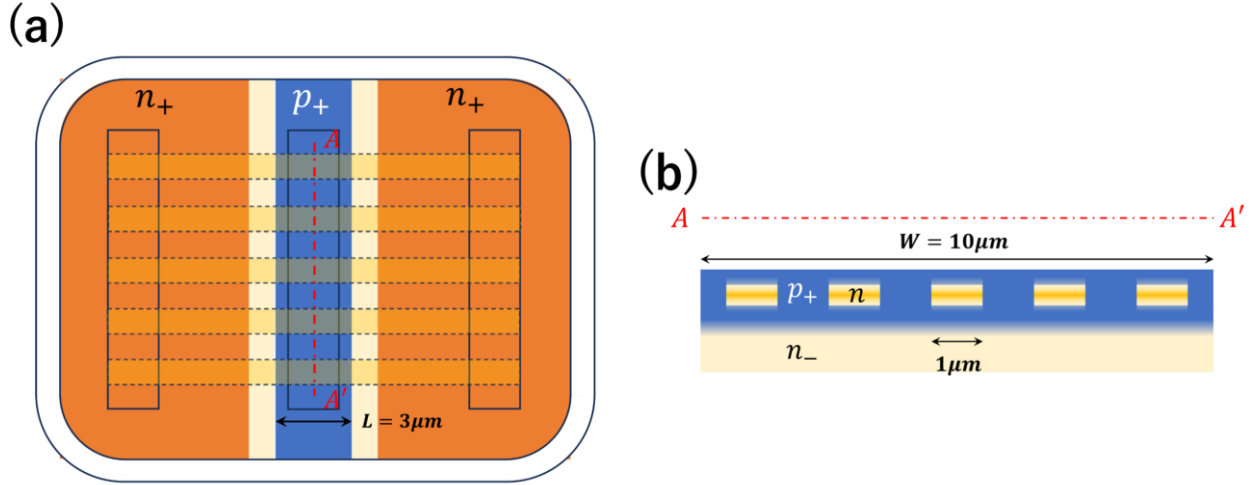 (a)
n₊
p₊
n₊
A
A'
L = 3μm
(b)
A
A'
W = 10μm
p₊
n
n₋
1μm